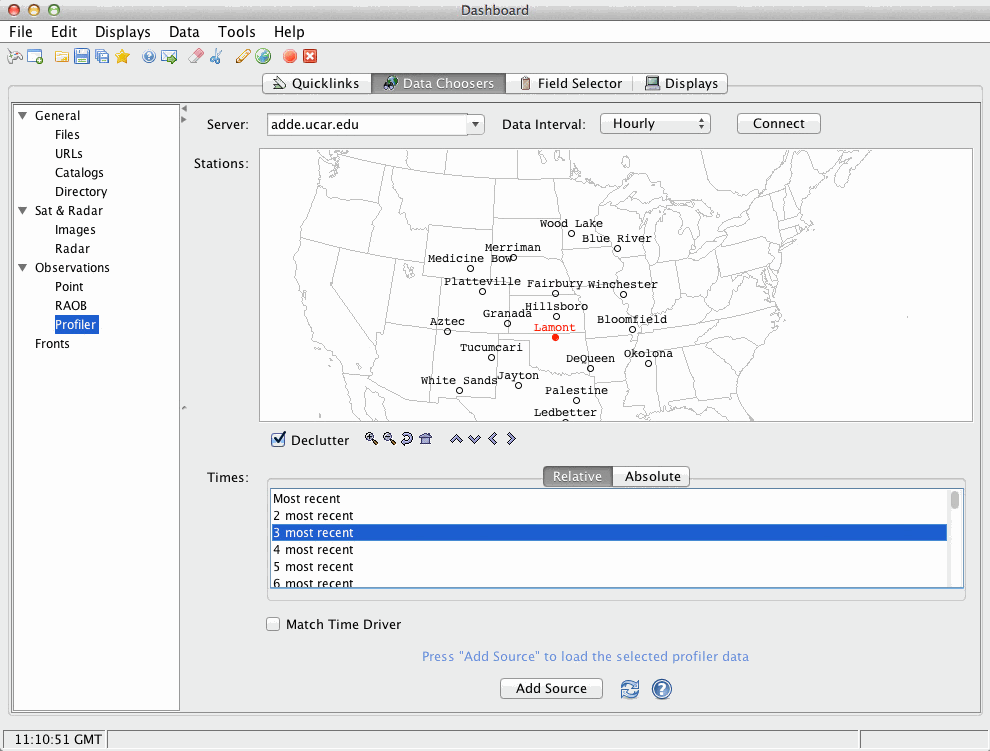 Dashboard
File Edit Displays Data Tools Help
Quicklinks Data Choosers Field Selector Displays
General
Files
URLs
Catalogs
Directory
Sat & Radar
Images
Radar
Observations
Point
RAOB
Profiler
Fronts
Server: adde.ucar.edu Data Interval: Hourly Connect
Stations:
Wood Lake
Blue River
Merriman
Medicine Bow
Platteville Fairbury Winchester
Hillsboro
Granada
Aztec Bloomfield
Lamont
Tucumcari
DeQueen Okolona
White Sands Jayton
Palestine
Ledbetter
Declutter
Times:
Relative Absolute
Most recent
2 most recent
3 most recent
4 most recent
5 most recent
6 most recent
Match Time Driver
Press "Add Source" to load the selected profiler data
Add Source
11:10:51 GMT